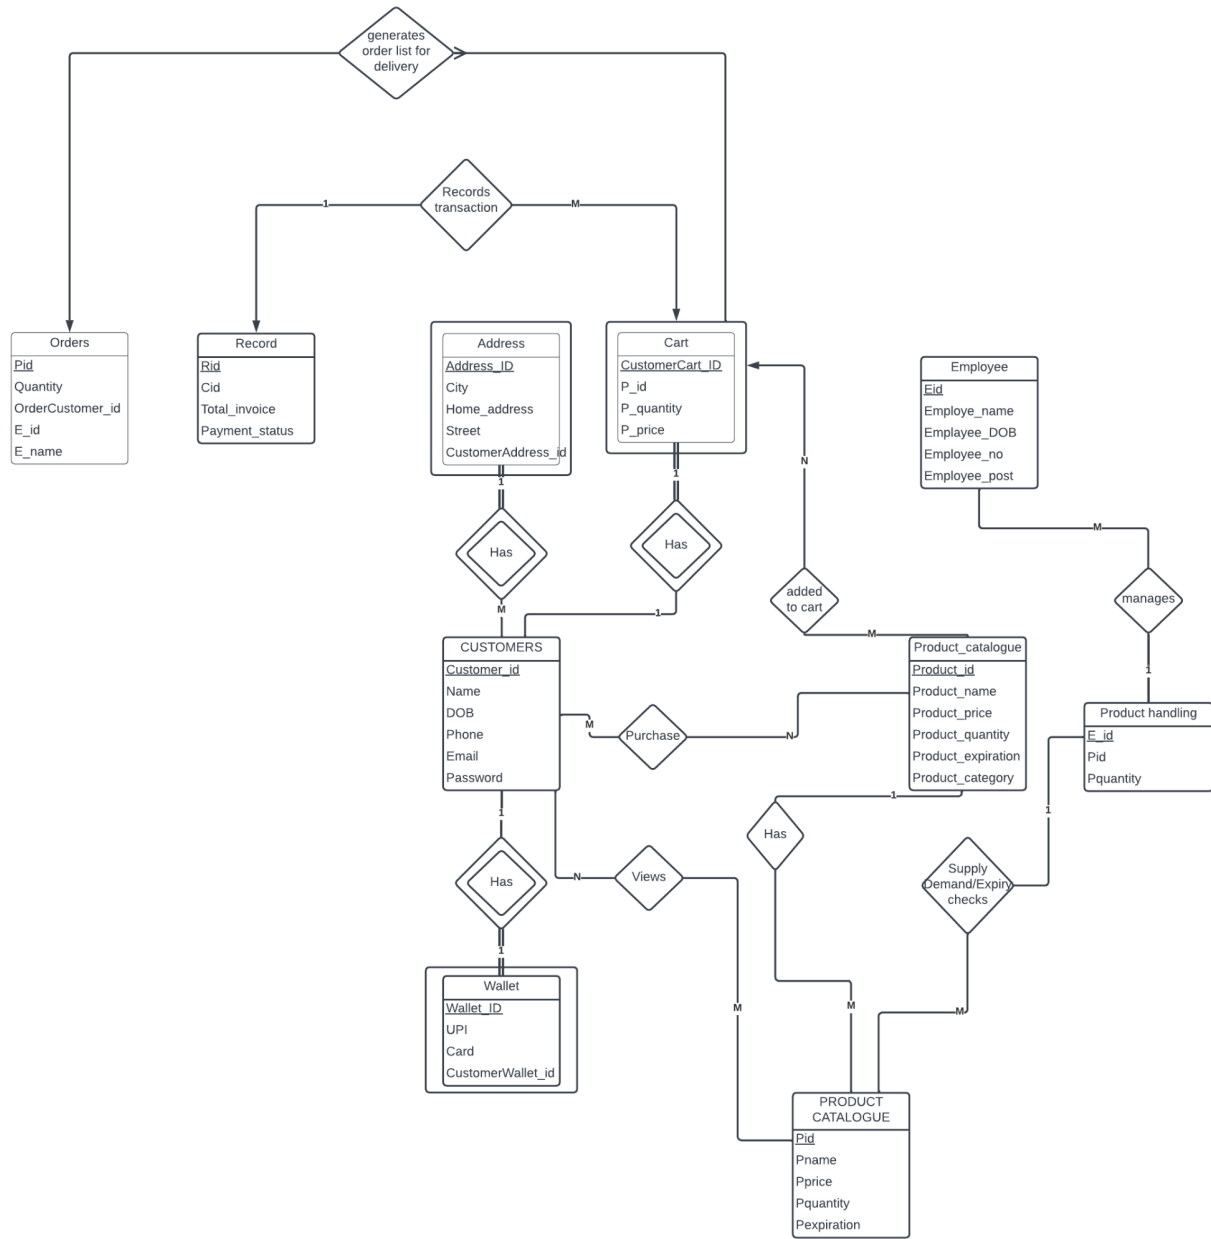 generates
order list for
delivery
Records
transaction
1
M
Orders
Pid
Quantity
OrderCustomer_id
E_id
E_name
Record
Rid
Cid
Total_invoice
Payment_status
Address
Address_ID
City
Home_address
Street
CustomerAddress_id
Cart
CustomerCart_ID
P_id
P_quantity
P_price
Employee
Eid
Employe_name
Emplayee_DOB
Employee_no
Employee_post
1
1
N
M
Has
Has
added
to cart
manages
M
1
M
1
CUSTOMERS
Customer_id
Name
DOB
Phone
Email
Password
M
Purchase
N
Product_catalogue
Product_id
Product_name
Product_price
Product_quantity
Product_expiration
Product_category
Product handling
E_id
Pid
Pquantity
1
1
1
Has
Supply
Demand/Expiry
checks
Has
N
Views
1
M
M
M
Wallet
Wallet_ID
UPI
Card
CustomerWallet_id
PRODUCT
CATALOGUE
Pid
Pname
Pprice
Pquantity
Pexpiration